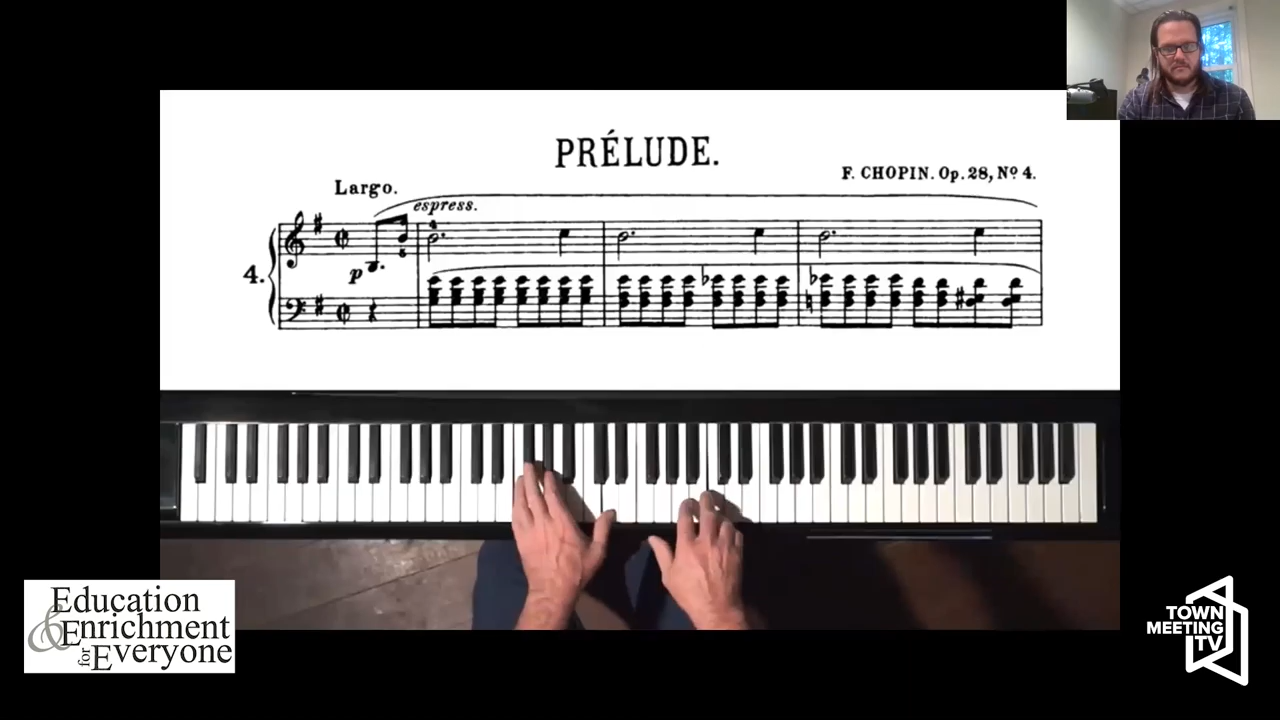 PRÉLUDE.
F. CHOPIN. Op. 28, Nº 4.
Largo.
espress.
4.
p
Education
& Enrichment
for Everyone
TOWN
MEETING
TV